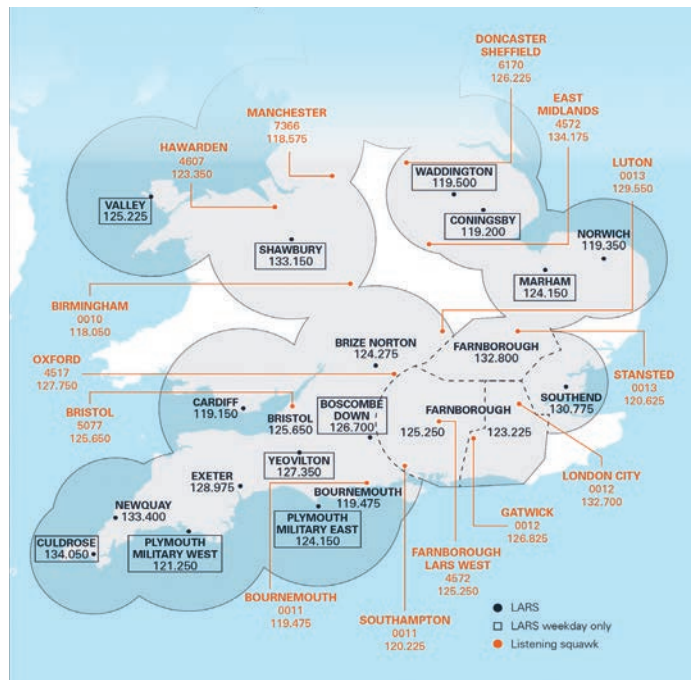 DONCASTER
SHEFFIELD
6170
126.225
EAST
MIDLANDS
4572
134.175
MANCHESTER
7366
118.575
HAWARDEN
4607
123.350
LUTON
0013
129.550
WADDINGTON
119.500
VALLEY
125.225
CONINGSBY
119.200
NORWICH
119.350
SHAWBURY
133.150
MARHAM
124.150
BIRMINGHAM
0010
118.050
BRIZE NORTON
124.275
FARNBOROUGH
132.800
OXFORD
4517
127.750
STANSTED
0013
120.625
SOUTHEND
130.775
CARDIFF
119.150
BRISTOL
5077
125.650
BRISTOL
125.650
BOSCOMBE
DOWN
126.700
FARNBOROUGH
125.250
123.225
YEOVILTON
127.350
LONDON CITY
0012
132.700
EXETER
128.975
BOURNEMOUTH
119.475
NEWQUAY
133.400
GATWICK
0012
126.825
PLYMOUTH
MILITARY EAST
124.150
CULDROSE
134.050
PLYMOUTH
MILITARY WEST
121.250
FARNBOROUGH
LARS WEST
4572
125.250
BOURNEMOUTH
0011
119.475
SOUTHAMPTON
0011
120.225
LARS
LARS weekday only
Listening squawk